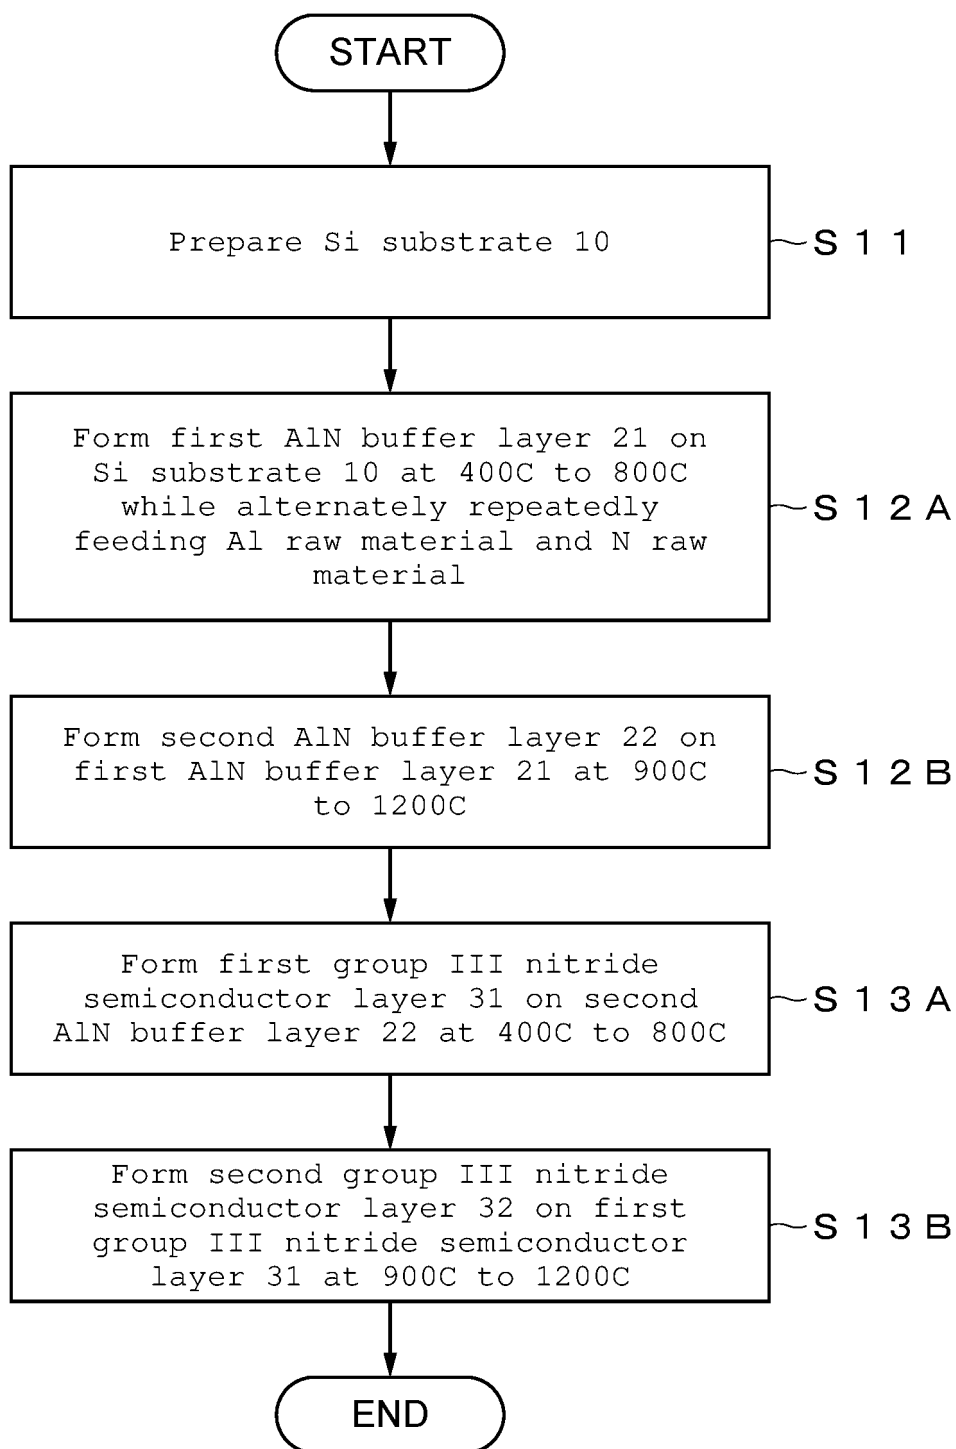 START
Prepare Si substrate 10
S11
Form first AlN buffer layer 21 on
Si substrate 10 at 400C to 800C
while alternately repeatedly
feeding Al raw material and N raw
material
S12A
Form second AlN buffer layer 22 on
first AlN buffer layer 21 at 900C
to 1200C
S12B
Form first group III nitride
semiconductor layer 31 on second
AlN buffer layer 22 at 400C to 800C
S13A
Form second group III nitride
semiconductor layer 32 on first
group III nitride semiconductor
layer 31 at 900C to 1200C
S13B
END